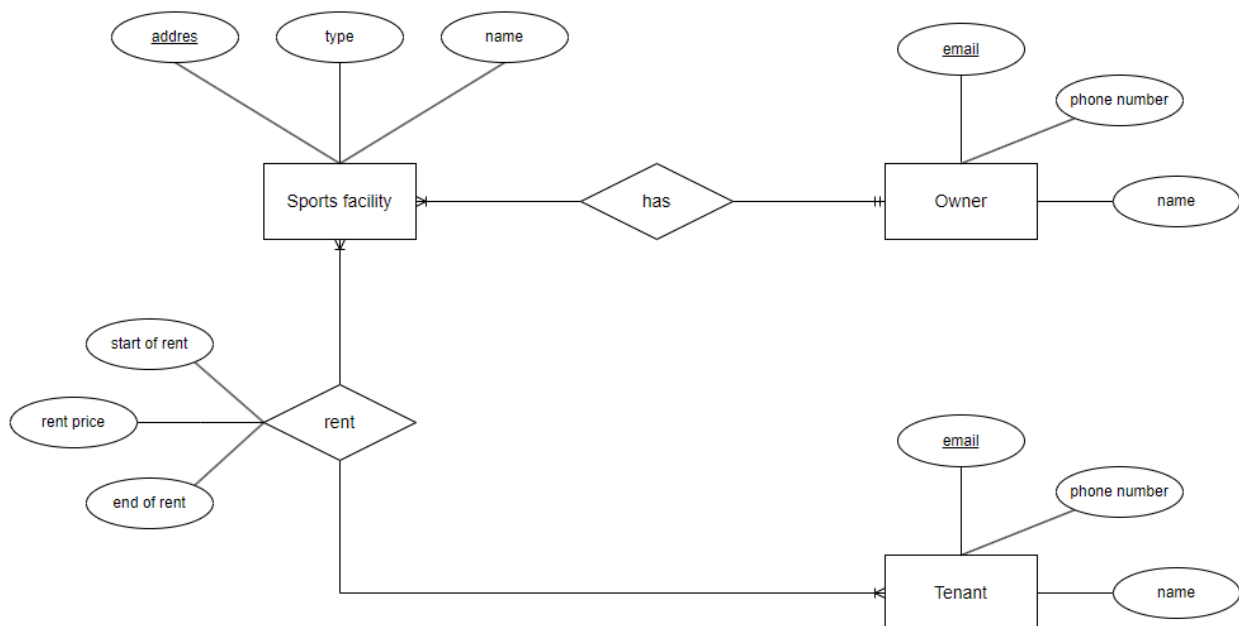 addres
type
name
email
phone number
Sports facility
has
Owner
name
start of rent
rent price
rent
end of rent
email
phone number
Tenant
name